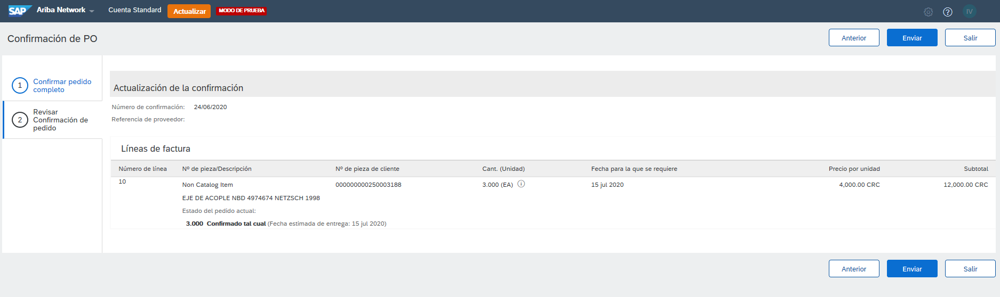 SAP Ariba Network Cuenta Standard Actualizar MODO DE PRUEBA ? IV
Confirmación de PO
Anterior Enviar Salir
1 Confirmar pedido
completo
2 Revisar
Confirmación de
pedido
Actualización de la confirmación
Número de confirmación: 24/06/2020
Referencia de proveedor:
Líneas de factura
Número de línea Nº de pieza/Descripción Nº de pieza de cliente Cant. (Unidad) Fecha para la que se requiere Precio por unidad Subtotal
10 Non Catalog Item 000000000250003188 3.000 (EA) 15 jul 2020 4,000.00 CRC 12,000.00 CRC
EJE DE ACOPLE NBD 4974674 NETZSCH 1998
Estado del pedido actual:
3.000 Confirmado tal cual (Fecha estimada de entrega: 15 jul 2020)
Anterior Enviar Salir